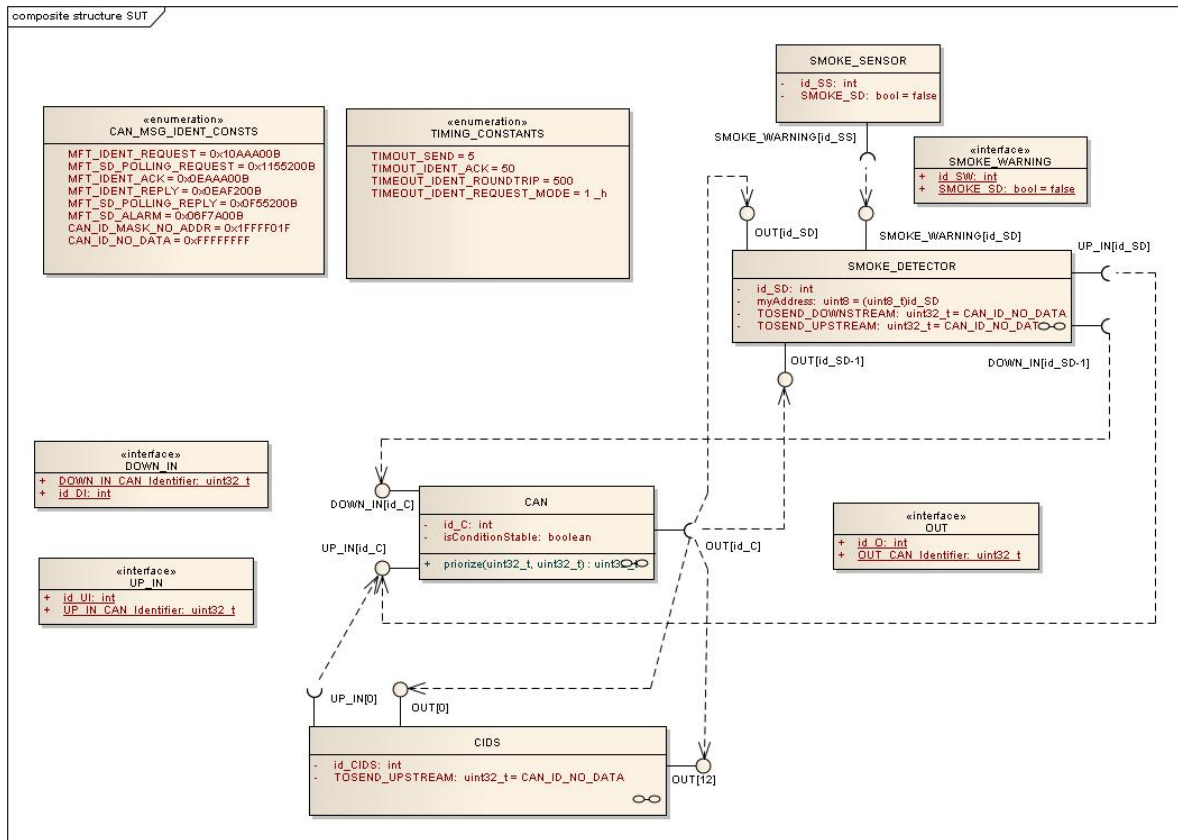 composite structure SUT
SMOKE_SENSOR
- id_SS: int
- SMOKE_SD: bool = false
«enumeration»
CAN_MSG_IDENT_CONSTS
MFT_IDENT_REQUEST = 0x10AAA00B
MFT_SD_POLLING_REQUEST = 0x1155200B
MFT_IDENT_ACK = 0x0EAAA00B
MFT_IDENT_REPLY = 0x0EAF200B
MFT_SD_POLLING_REPLY = 0x0F55200B
MFT_SD_ALARM = 0x06F7A00B
CAN_ID_MASK_NO_ADDR = 0x1FFFF01F
CAN_ID_NO_DATA = 0xFFFFFFFF
«enumeration»
TIMING_CONSTANTS
TIMOUT_SEND = 5
TIMOUT_IDENT_ACK = 50
TIMEOUT_IDENT_ROUNDTRIP = 500
TIMEOUT_IDENT_REQUEST_MODE = 1 _h
SMOKE_WARNING[id_SS]
«interface»
SMOKE_WARNING
+ id_SW: int
+ SMOKE_SD: bool = false
OUT[id_SD]
SMOKE_WARNING[id_SD]
UP_IN[id_SD]
SMOKE_DETECTOR
- id_SD: int
- myAddress: uint8 = (uint8_t)id_SD
- TOSEND_DOWNSTREAM: uint32_t = CAN_ID_NO_DATA
- TOSEND_UPSTREAM: uint32_t = CAN_ID_NO_DAT
OUT[id_SD-1]
DOWN_IN[id_SD-1]
«interface»
DOWN_IN
+ DOWN_IN_CAN_Identifier: uint32_t
+ id_DI: int
DOWN_IN[id_C]
CAN
- id_C: int
- isConditionStable: boolean
+ priorize(uint32_t, uint32_t) : uint32_t
UP_IN[id_C]
OUT[id_C]
«interface»
OUT
+ id_O: int
+ OUT_CAN_Identifier: uint32_t
«interface»
UP_IN
+ id_UI: int
+ UP_IN_CAN_Identifier: uint32_t
UP_IN[0]
OUT[0]
CIDS
- id_CIDS: int
- TOSEND_UPSTREAM: uint32_t = CAN_ID_NO_DATA
OUT[12]